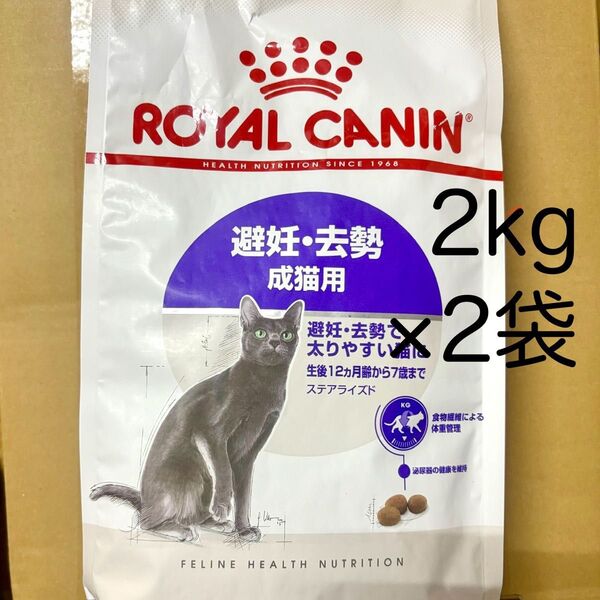 ROYAL CANIN®
HEALTH NUTRITION SINCE 1968
避妊・去勢
成猫用
2kg
×2袋
避妊・去勢で
太りやすい猫に
生後12ヵ月齢から7歳まで
ステアライズド
KG
食物繊維による
体重管理
泌尿器の健康を維持
FELINE HEALTH NUTRITION